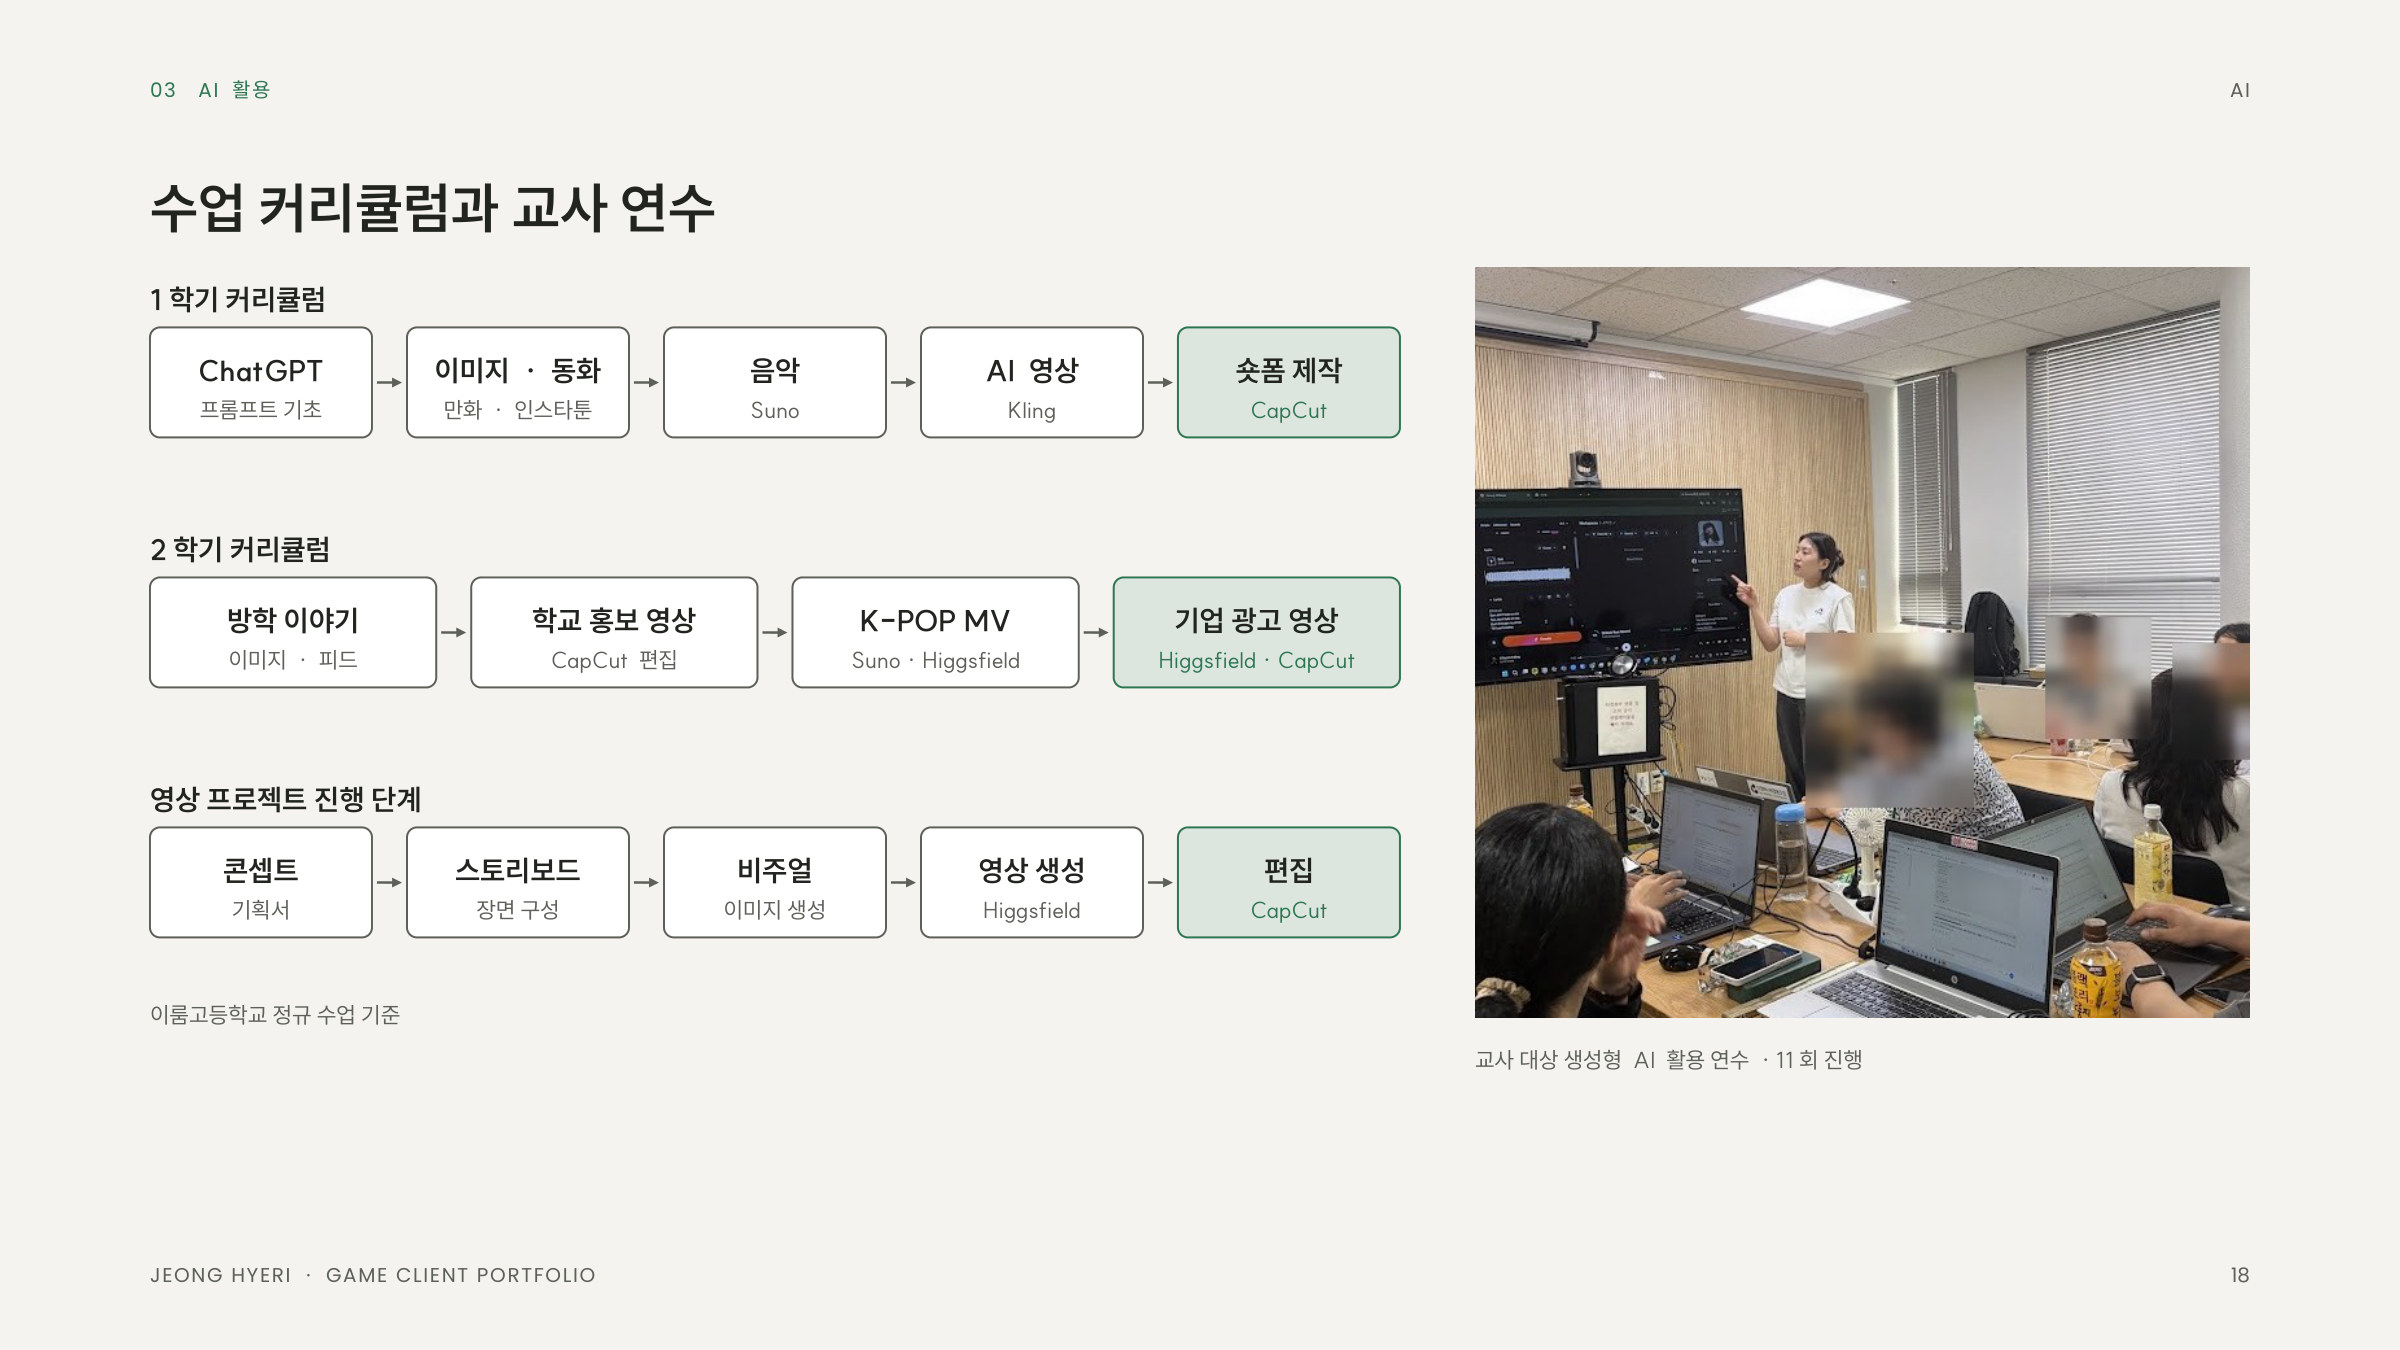 03 AI 활용
AI
수업 커리큘럼과 교사 연수
1 학기 커리큘럼
ChatGPT
프롬프트 기초
이미지 · 동화
만화 · 인스타툰
음악
Suno
AI 영상
Kling
숏폼 제작
CapCut
2 학기 커리큘럼
방학 이야기
이미지 · 피드
학교 홍보 영상
CapCut 편집
K-POP MV
Suno · Higgsfield
기업 광고 영상
Higgsfield · CapCut
영상 프로젝트 진행 단계
콘셉트
기획서
스토리보드
장면 구성
비주얼
이미지 생성
영상 생성
Higgsfield
편집
CapCut
이룸고등학교 정규 수업 기준
교사 대상 생성형 AI 활용 연수 · 11 회 진행
JEONG HYERI · GAME CLIENT PORTFOLIO
18